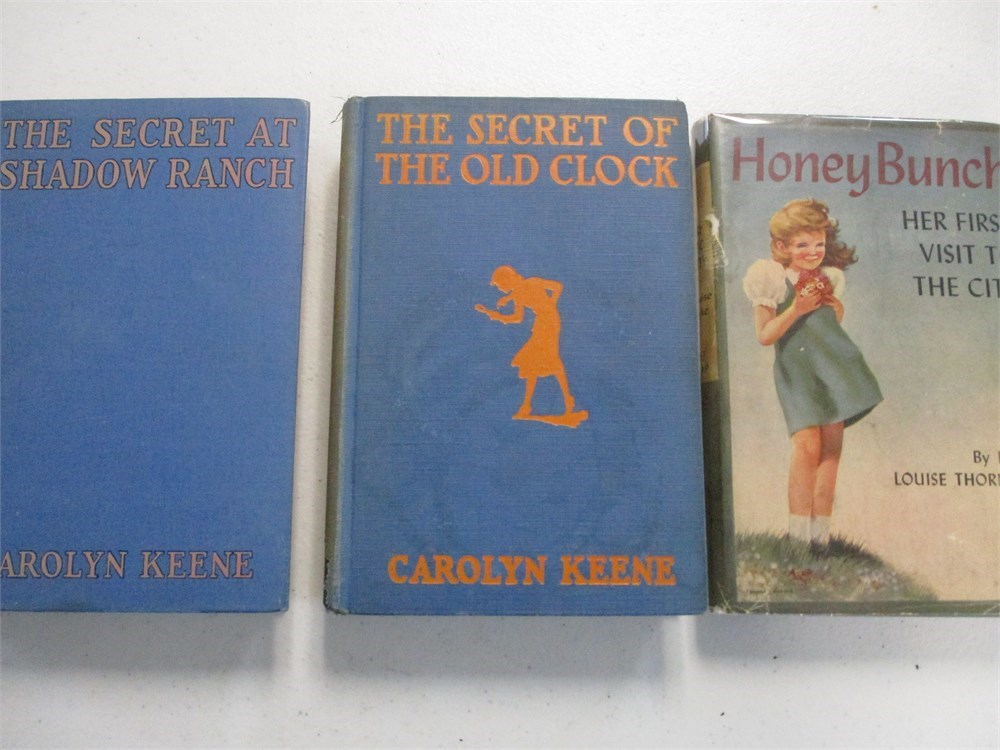 THE SECRET AT
SHADOW RANCH
AROLYN KEENE
THE SECRET OF
THE OLD CLOCK
CAROLYN KEENE
Honey Bunch
HER FIRS
VISIT T
THE CIT
By
LOUISE THOR